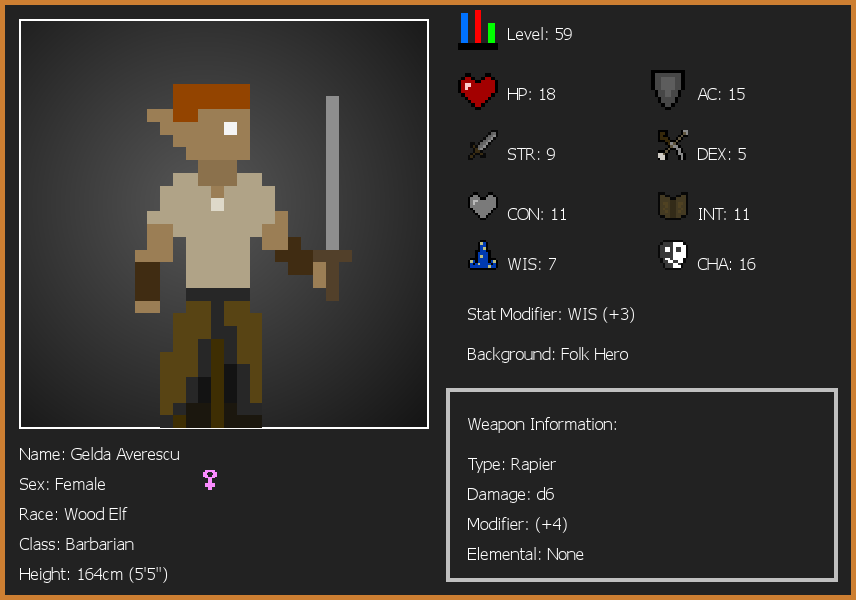 Level: 59
HP: 18
AC: 15
STR: 9
DEX: 5
CON: 11
INT: 11
WIS: 7
CHA: 16
Stat Modifier: WIS (+3)
Background: Folk Hero
Weapon Information:
Type: Rapier
Damage: d6
Modifier: (+4)
Elemental: None
Name: Gelda Averescu
Sex: Female
Race: Wood Elf
Class: Barbarian
Height: 164cm (5'5")